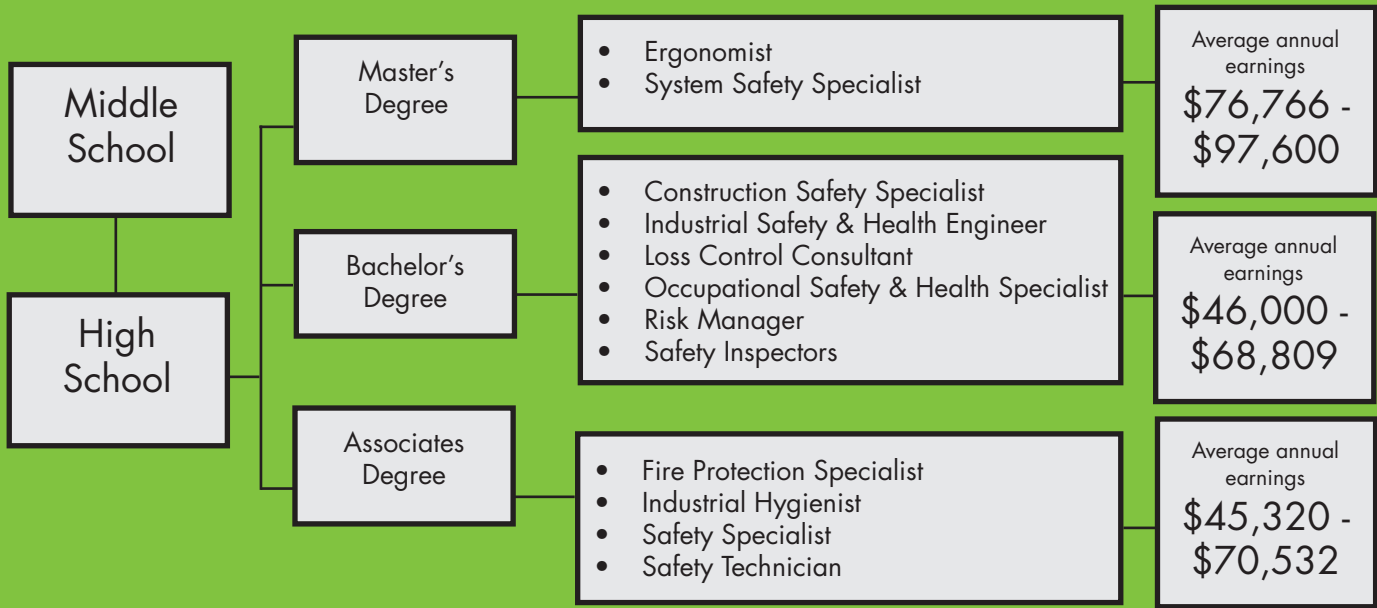 Middle
School
High
School
Master's
Degree
• Ergonomist
• System Safety Specialist
Average annual
earnings
$76,766 -
$97,600
Bachelor's
Degree
• Construction Safety Specialist
• Industrial Safety & Health Engineer
• Loss Control Consultant
• Occupational Safety & Health Specialist
• Risk Manager
• Safety Inspectors
Average annual
earnings
$46,000 -
$68,809
Associates
Degree
• Fire Protection Specialist
• Industrial Hygienist
• Safety Specialist
• Safety Technician
Average annual
earnings
$45,320 -
$70,532